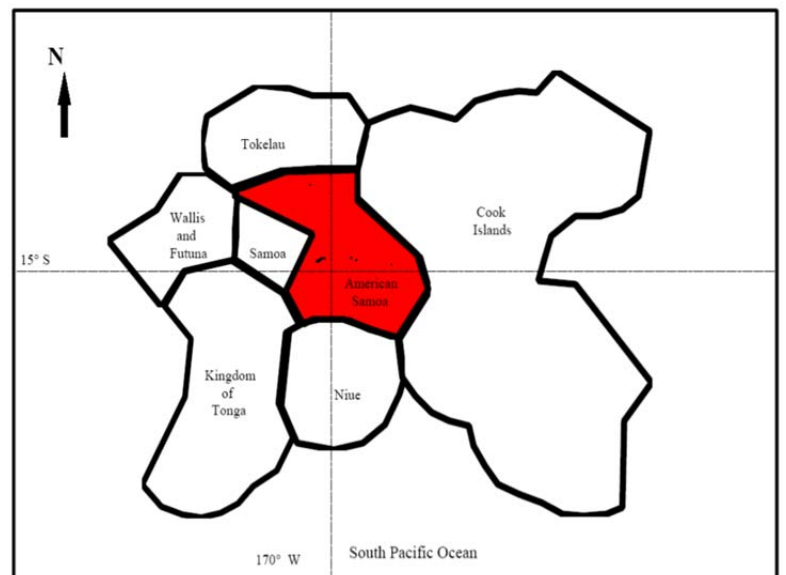 N
Tokelau
Wallis
and
Futuna
Samoa
Cook
Islands
15° S
American
Samoa
Kingdom
of
Tonga
Niue
170° W
South Pacific Ocean